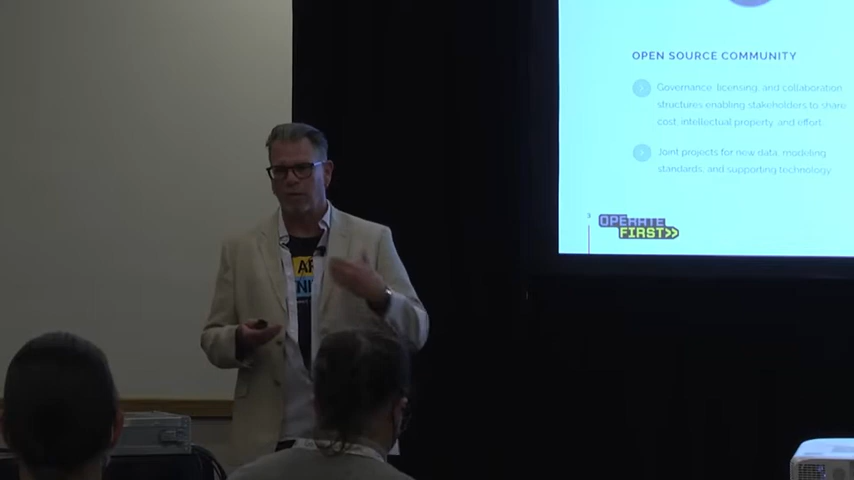 OPEN SOURCE COMMUNITY
Governance, licensing, and collaboration
structures enabling stakeholders to share
cost, intellectual property, and effort.
Joint projects for new data, modeling
standards, and supporting technology
OPERATE
FIRST